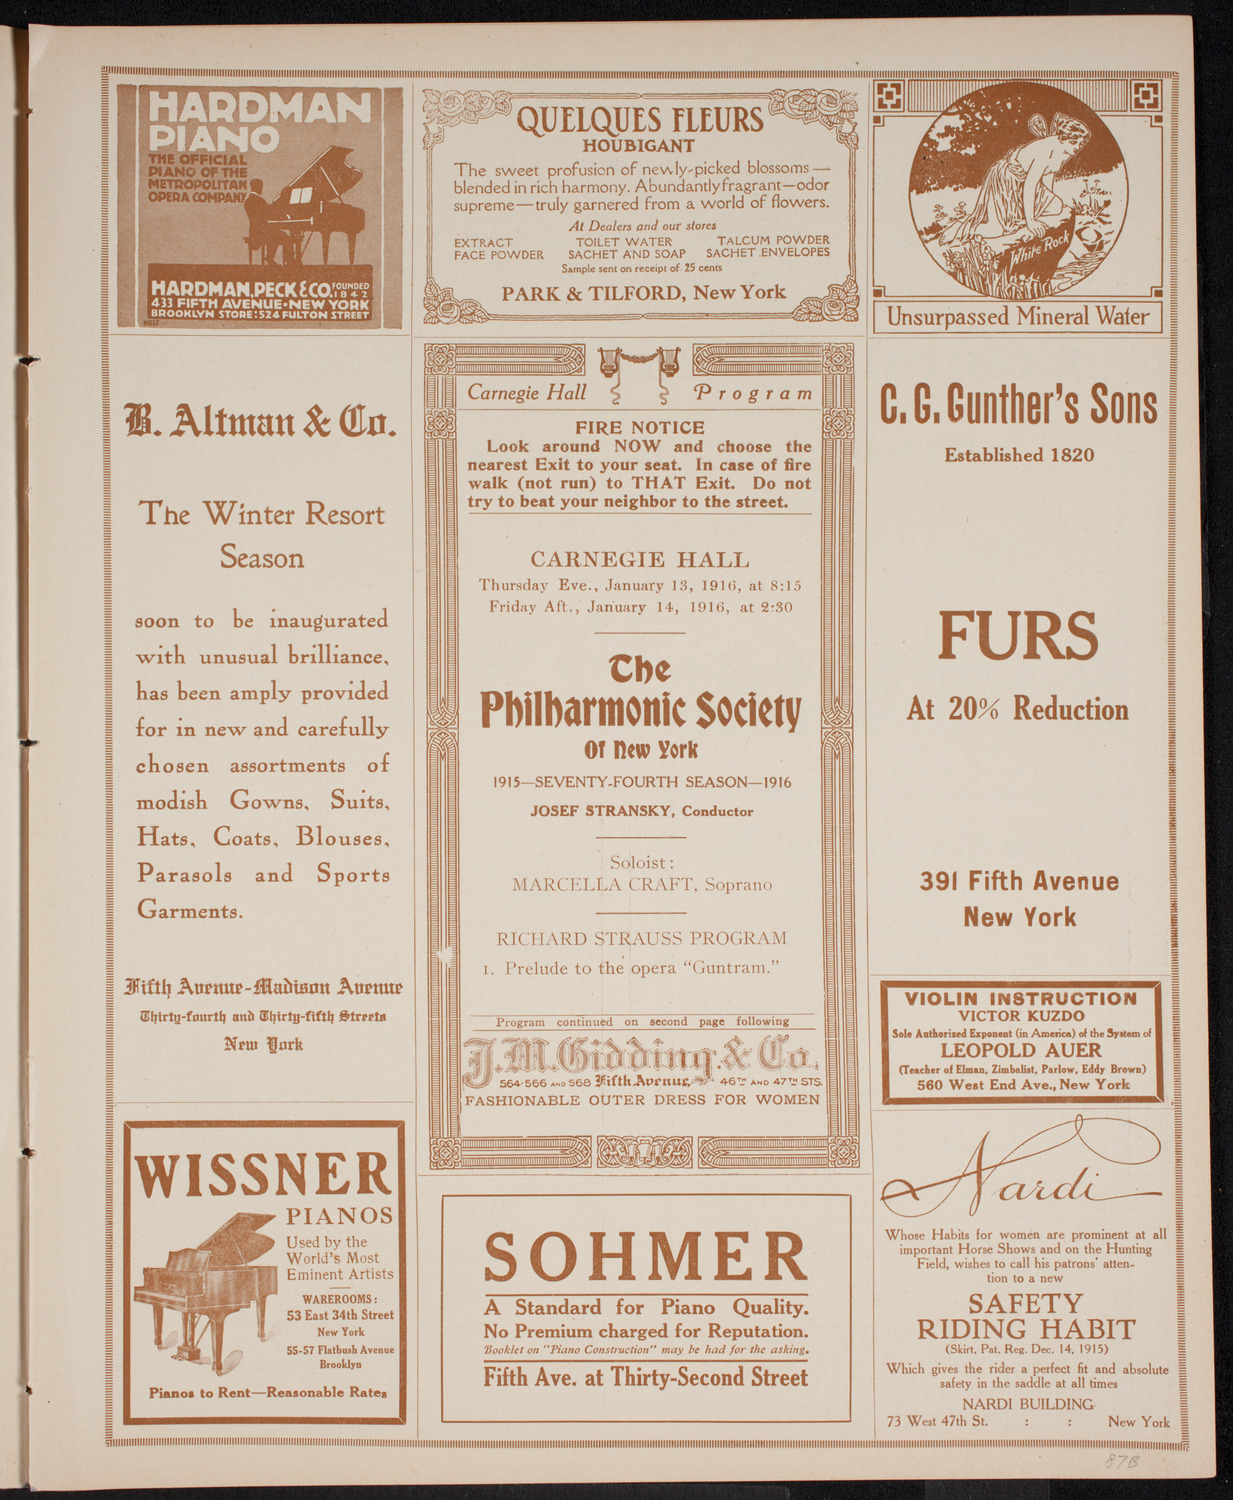 HARDMAN
PIANO
THE OFFICIAL
PIANO OF THE
METROPOLITAN
OPERA COMPANY
HARDMAN, PECK & CO. FOUNDED 1842
433 FIFTH AVENUE-NEW YORK
BROOKLYN STORE: 524 FULTON STREET
MILLS
QUELQUES FLEURS
HOUBIGANT
The sweet profusion of newly-picked blossoms—
blended in rich harmony. Abundantly fragrant—odor
supreme—truly garnered from a world of flowers.
At Dealers and our stores
EXTRACT TOILET WATER TALCUM POWDER
FACE POWDER SACHET AND SOAP SACHET ENVELOPES
Sample sent on receipt of 25 cents
PARK & TILFORD, New York
White Rock
Unsurpassed Mineral Water
B. Altman & Co.
The Winter Resort
Season
soon to be inaugurated
with unusual brilliance,
has been amply provided
for in new and carefully
chosen assortments of
modish Gowns, Suits,
Hats, Coats, Blouses,
Parasols and Sports
Garments.
Fifth Avenue-Madison Avenue
Thirty-fourth and Thirty-fifth Streets
New York
Carnegie Hall Program
FIRE NOTICE
Look around NOW and choose the
nearest Exit to your seat. In case of fire
walk (not run) to THAT Exit. Do not
try to beat your neighbor to the street.
CARNEGIE HALL
Thursday Eve., January 13, 1916, at 8:15
Friday Aft., January 14, 1916, at 2:30
The
Philharmonic Society
Of New York
1915—SEVENTY-FOURTH SEASON—1916
JOSEF STRANSKY, Conductor
Soloist:
MARCELLA CRAFT, Soprano
RICHARD STRAUSS PROGRAM
1. Prelude to the opera "Guntram."
Program continued on second page following
J. M. Gidding & Co.
564-566 AND 568 Fifth Avenue 46TH AND 47TH STS.
FASHIONABLE OUTER DRESS FOR WOMEN
C. G. Gunther's Sons
Established 1820
FURS
At 20% Reduction
391 Fifth Avenue
New York
VIOLIN INSTRUCTION
VICTOR KUZDO
Sole Authorized Exponent (in America) of the System of
LEOPOLD AUER
(Teacher of Elman, Zimbalist, Parlow, Eddy Brown)
560 West End Ave., New York
WISSNER
PIANOS
Used by the
World's Most
Eminent Artists
WAREROOMS:
53 East 34th Street
New York
55-57 Flatbush Avenue
Brooklyn
Pianos to Rent—Reasonable Rates
SOHMER
A Standard for Piano Quality.
No Premium charged for Reputation.
Booklet on "Piano Construction" may be had for the asking.
Fifth Ave. at Thirty-Second Street
Nardi
Whose Habits for women are prominent at all
important Horse Shows and on the Hunting
Field, wishes to call his patrons' atten-
tion to a new
SAFETY
RIDING HABIT
(Skirt, Pat. Reg. Dec. 14, 1915)
Which gives the rider a perfect fit and absolute
safety in the saddle at all times
NARDI BUILDING
73 West 47th St. : : New York
87B